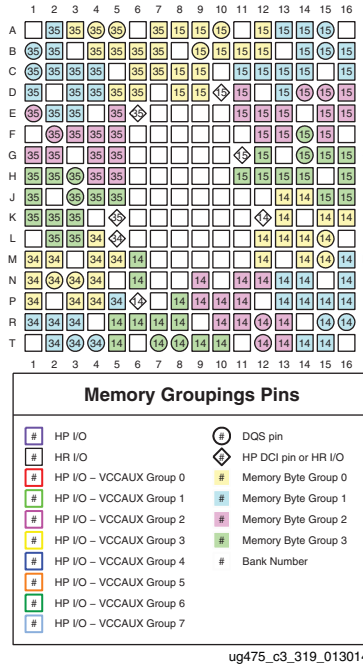 1 2 3 4 5 6 7 8 9 10 11 12 13 14 15 16
A 35 35 35 35 35 15 15 15 15 15 15 15
B 35 35 35 35 35 35 15 15 15 15 15 15 15
C 35 35 35 35 35 35 15 15 15 15 15 15 15
D 35 35 35 35 35 15 15 15 15 15 15 15 15
E 35 35 35 35 35 15 15 15 15 15
F 35 35 35 35 15 15 15 15
G 35 35 35 35 15 15 15 15 15
H 35 35 35 35 35 15 15 15 15 15
J 35 35 35 35 14 14 15 15
K 35 35 35 35 14 14 14 14
L 35 35 34 34 14 14 14 14
M 34 34 34 34 14 14 14 14 14
N 34 34 34 34 14 14 14 14 14 14 14
P 34 34 34 35 14 14 14 14 14 14 14 14 14
R 34 34 34 14 14 14 14 14 14 14 14 14 14
T 34 34 34 14 14 14 14 14 14 14 14 14
1 2 3 4 5 6 7 8 9 10 11 12 13 14 15 16
Memory Groupings Pins
# HP I/O
# HR I/O
# HP I/O – VCCAUX Group 0
# HP I/O – VCCAUX Group 1
# HP I/O – VCCAUX Group 2
# HP I/O – VCCAUX Group 3
# HP I/O – VCCAUX Group 4
# HP I/O – VCCAUX Group 5
# HP I/O – VCCAUX Group 6
# HP I/O – VCCAUX Group 7
# DQS pin
# HP DCI pin or HR I/O
# Memory Byte Group 0
# Memory Byte Group 1
# Memory Byte Group 2
# Memory Byte Group 3
# Bank Number
ug475_c3_319_013014